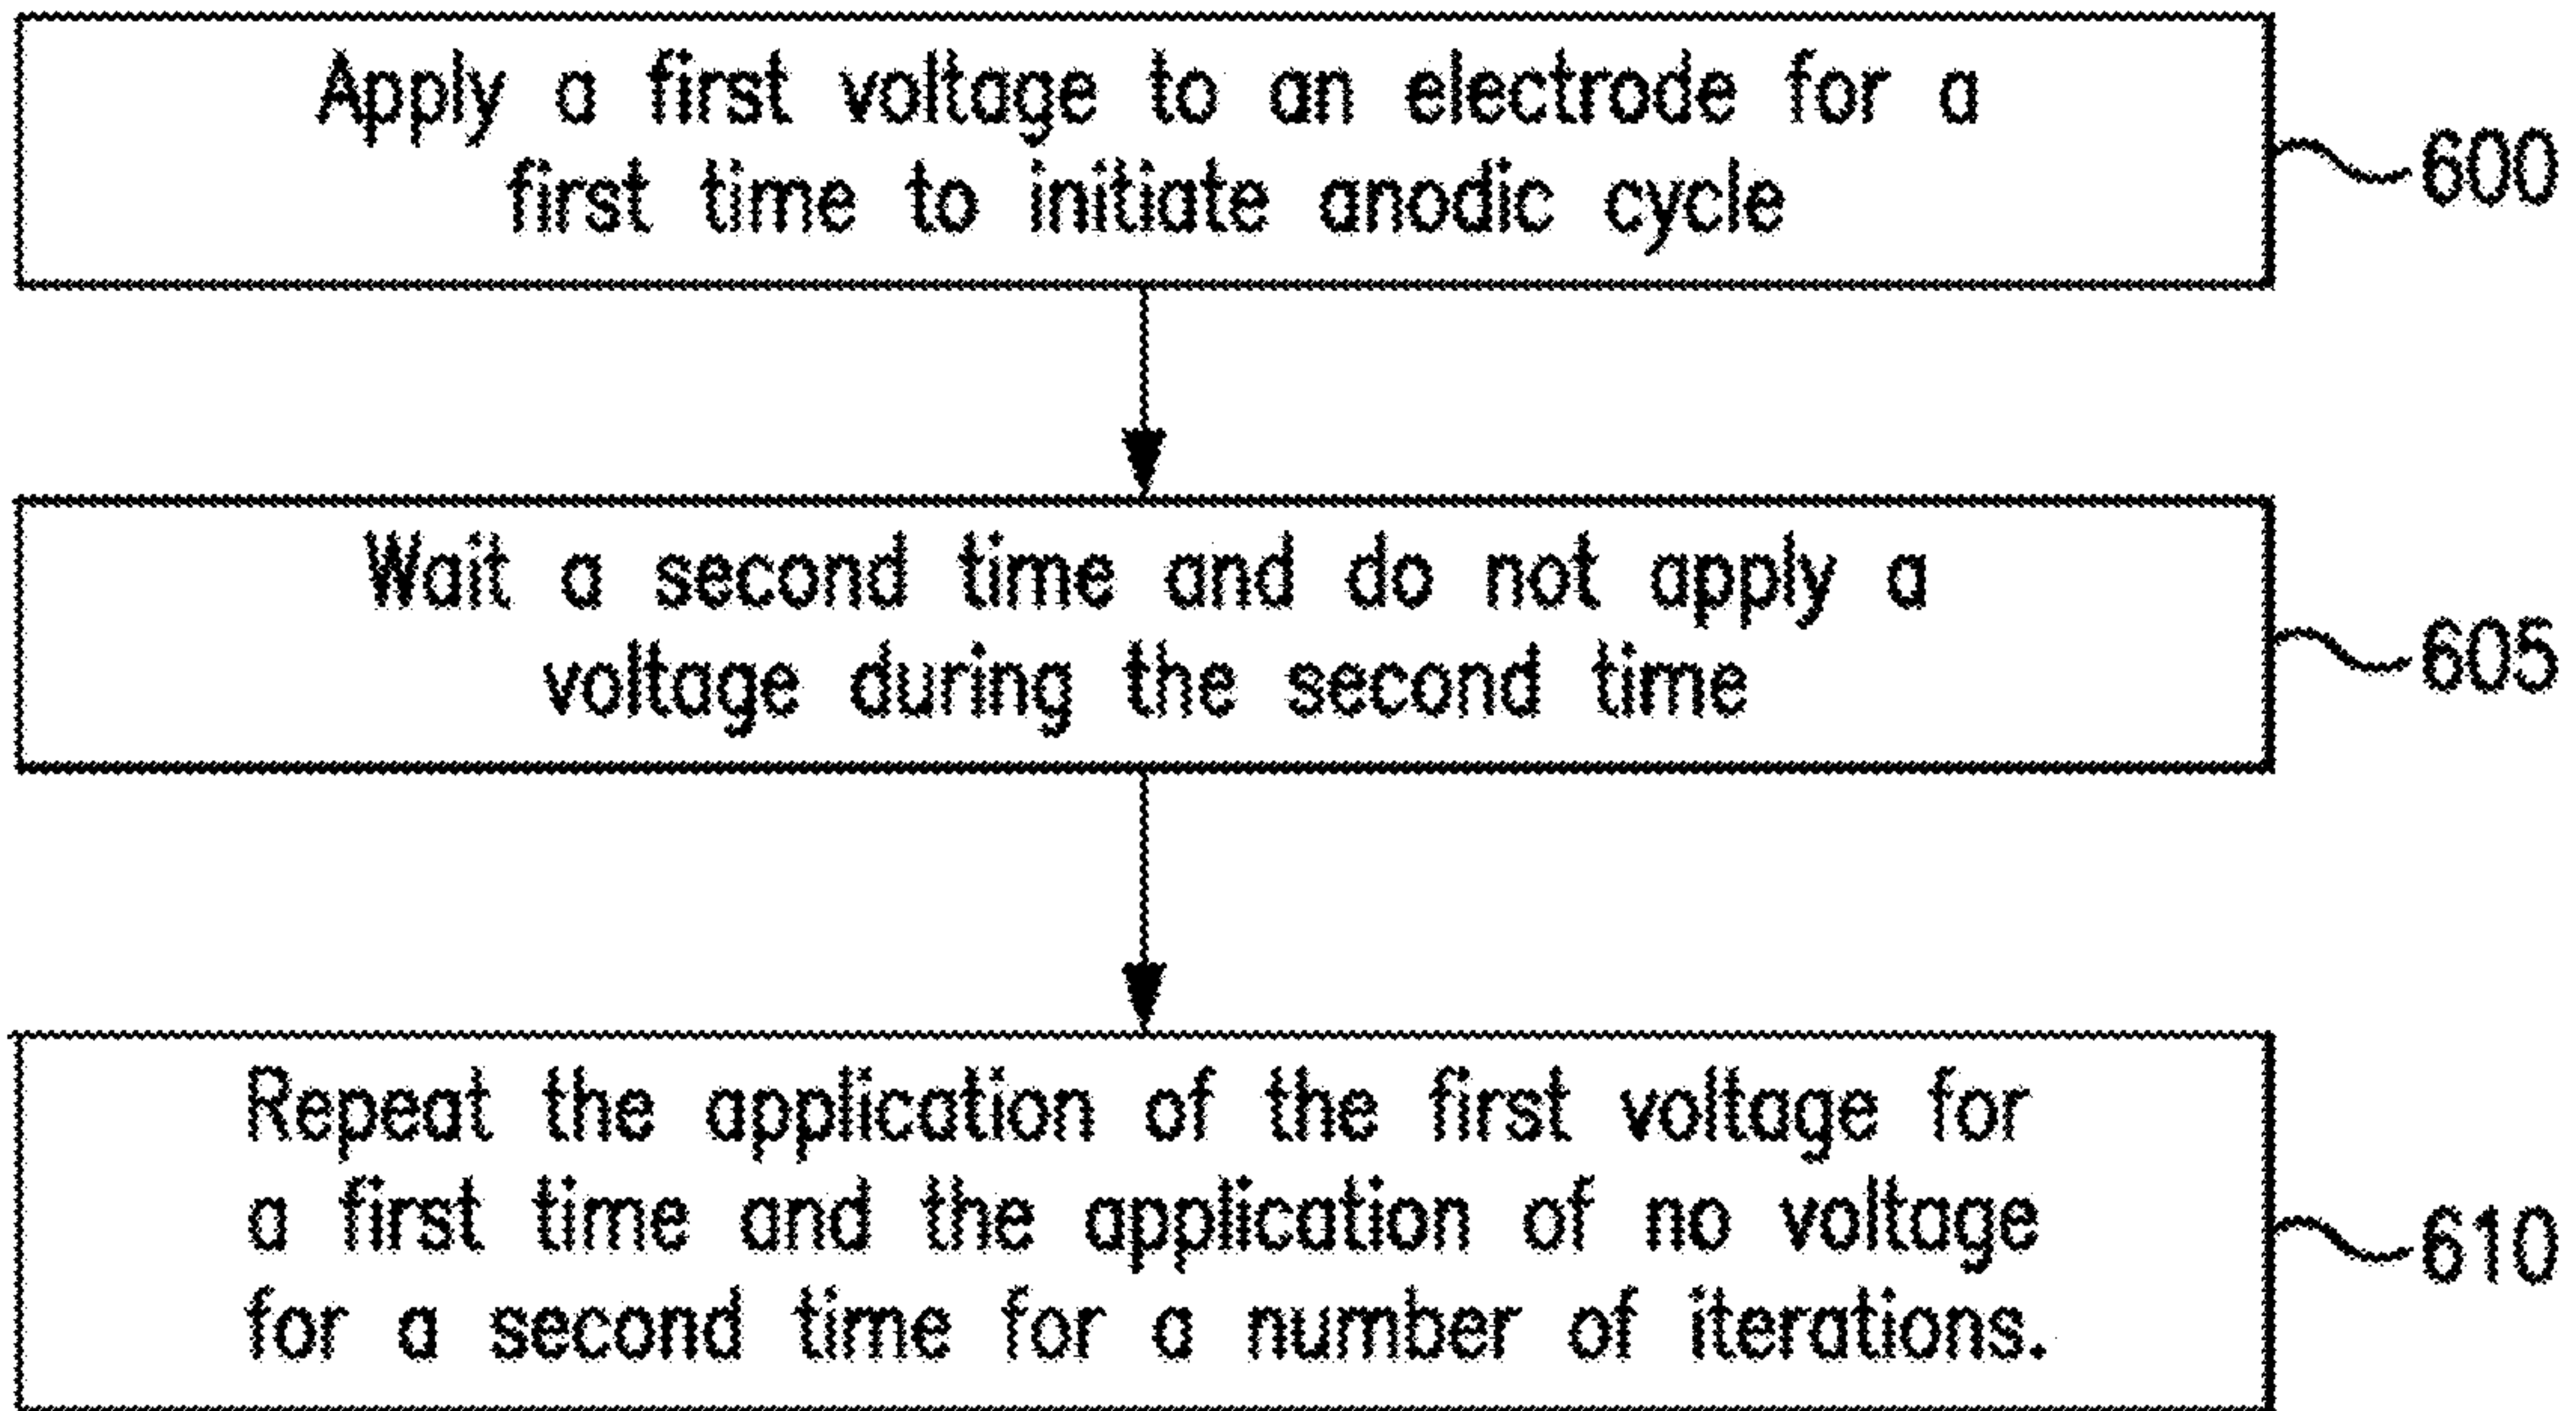 Apply a first voltage to an electrode for a
first time to initiate anodic cycle
600
Wait a second time and do not apply a
voltage during the second time
605
Repeat the application of the first voltage for
a first time and the application of no voltage
for a second time for a number of iterations.
610